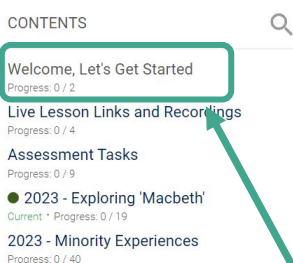 CONTENTS
Welcome, Let's Get Started
Progress: 0 / 2
Live Lesson Links and Recordings
Progress: 0 / 4
Assessment Tasks
Progress: 0 / 9
2023 - Exploring 'Macbeth'
Current · Progress: 0 / 19
2023 - Minority Experiences
Progress: 0 / 40